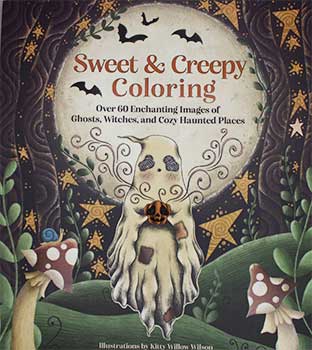 Sweet & Creepy
Coloring
Over 60 Enchanting Images of
Ghosts, Witches, and Cozy Haunted Places
Illustrations by Kitty Willow Wilson